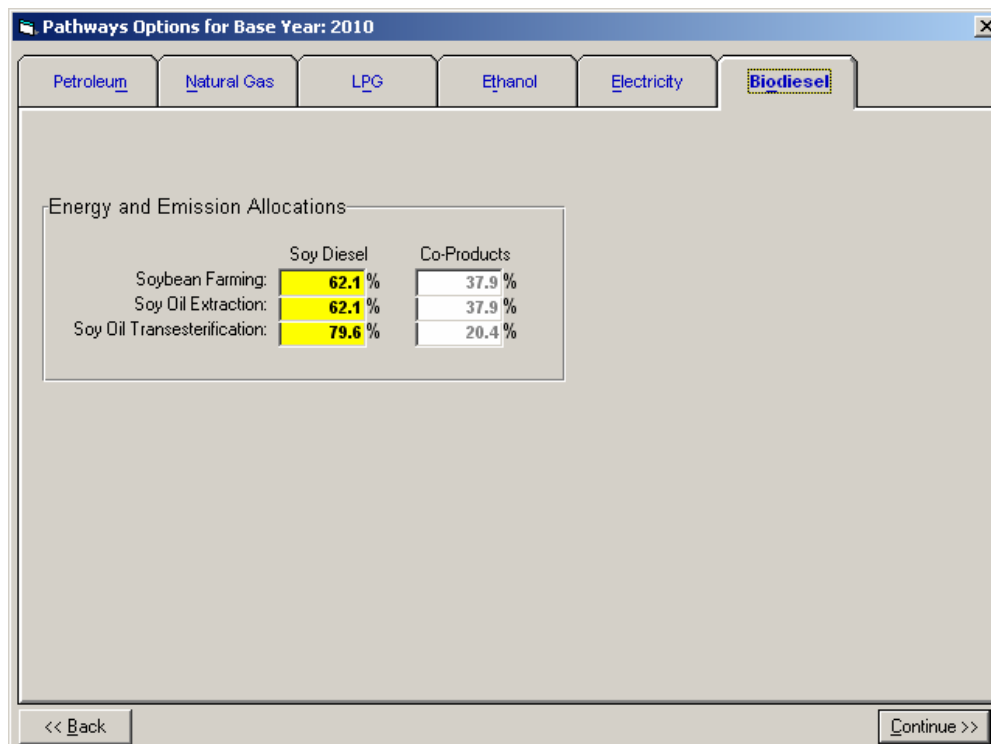 Pathways Options for Base Year: 2010
Petroleum Natural Gas LPG Ethanol Electricity Biodiesel
Energy and Emission Allocations
Soy Diesel Co-Products
Soybean Farming: 62.1 % 37.9 %
Soy Oil Extraction: 62.1 % 37.9 %
Soy Oil Transesterification: 79.6 % 20.4 %
<< Back Continue >>